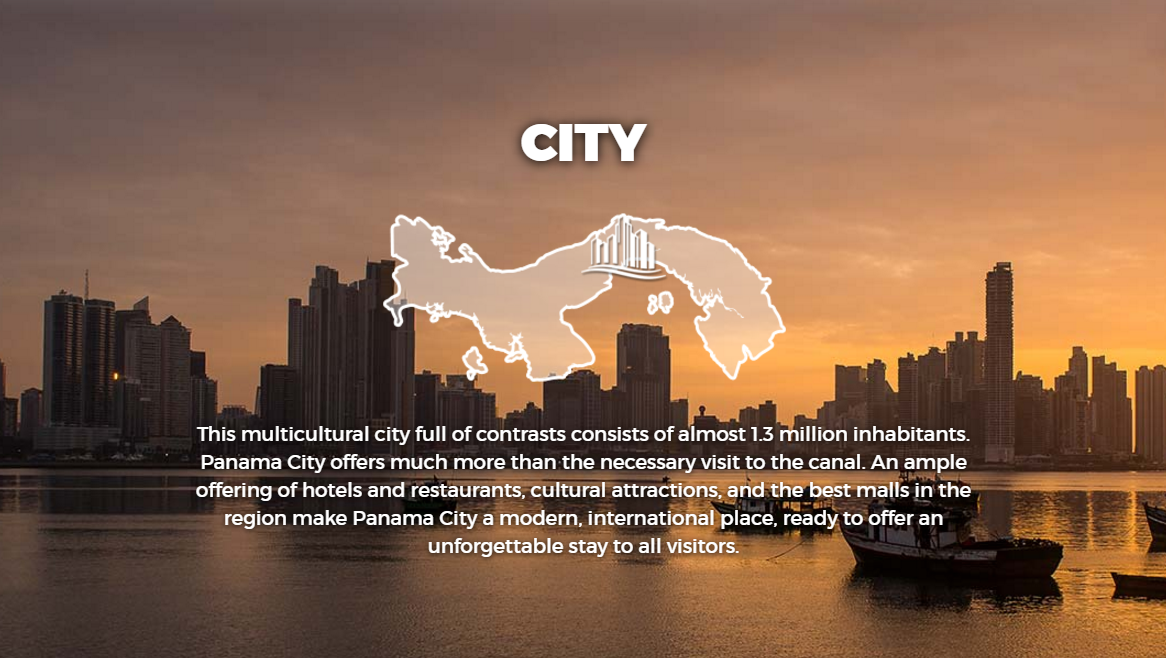 CITY
This multicultural city full of contrasts consists of almost 1.3 million inhabitants.
Panama City offers much more than the necessary visit to the canal. An ample
offering of hotels and restaurants, cultural attractions, and the best malls in the
region make Panama City a modern, international place, ready to offer an
unforgettable stay to all visitors.